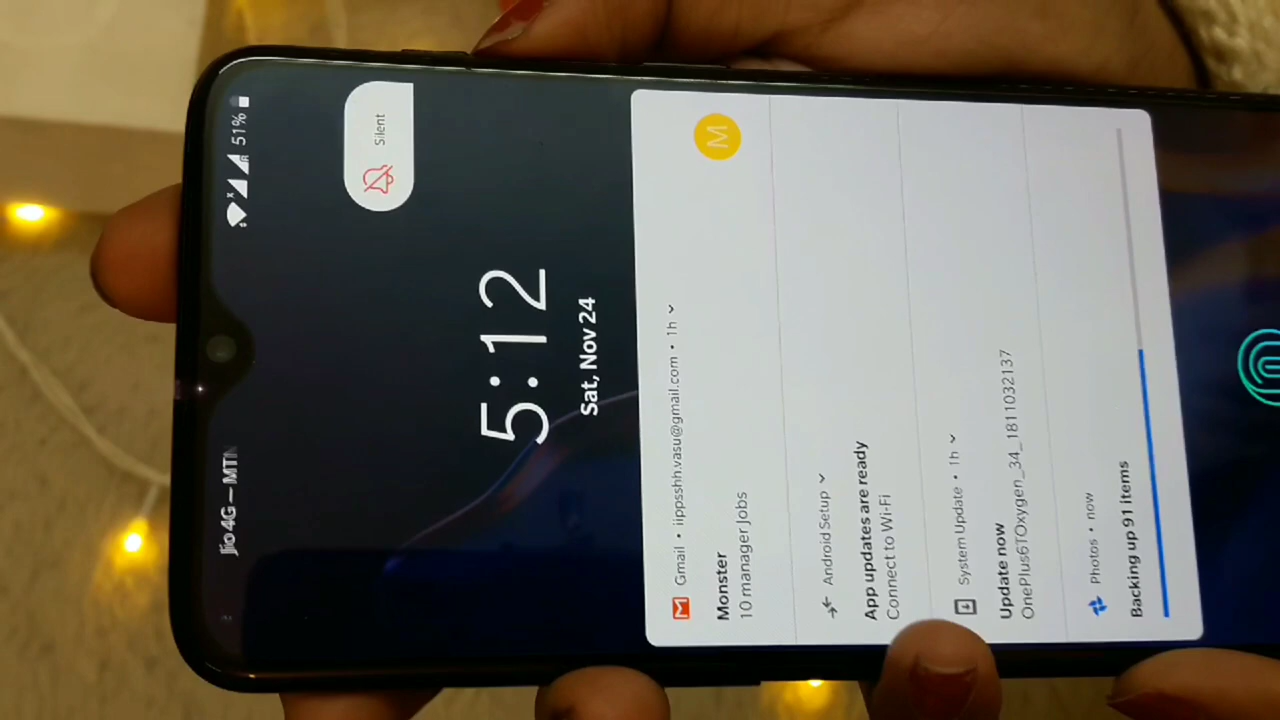 Jio 4G — MTN
51%
Silent
5:12
Sat, Nov 24
Gmail • iippsshh.vasu@gmail.com • 1h
M
Monster
10 manager Jobs
Android Setup
App updates are ready
Connect to Wi-Fi
System Update • 1h
Update now
OnePlus6TOxygen_34_1811032137
Photos • now
Backing up 91 items